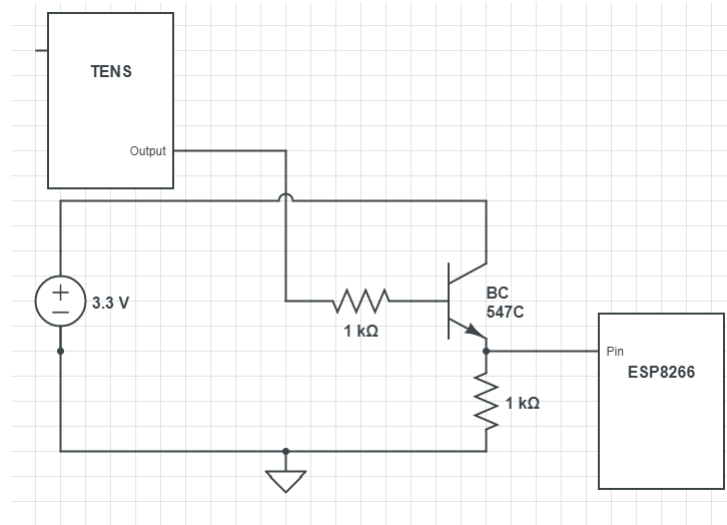 TENS
Output
3.3 V
1 kΩ
BC
547C
Pin
ESP8266
1 kΩ